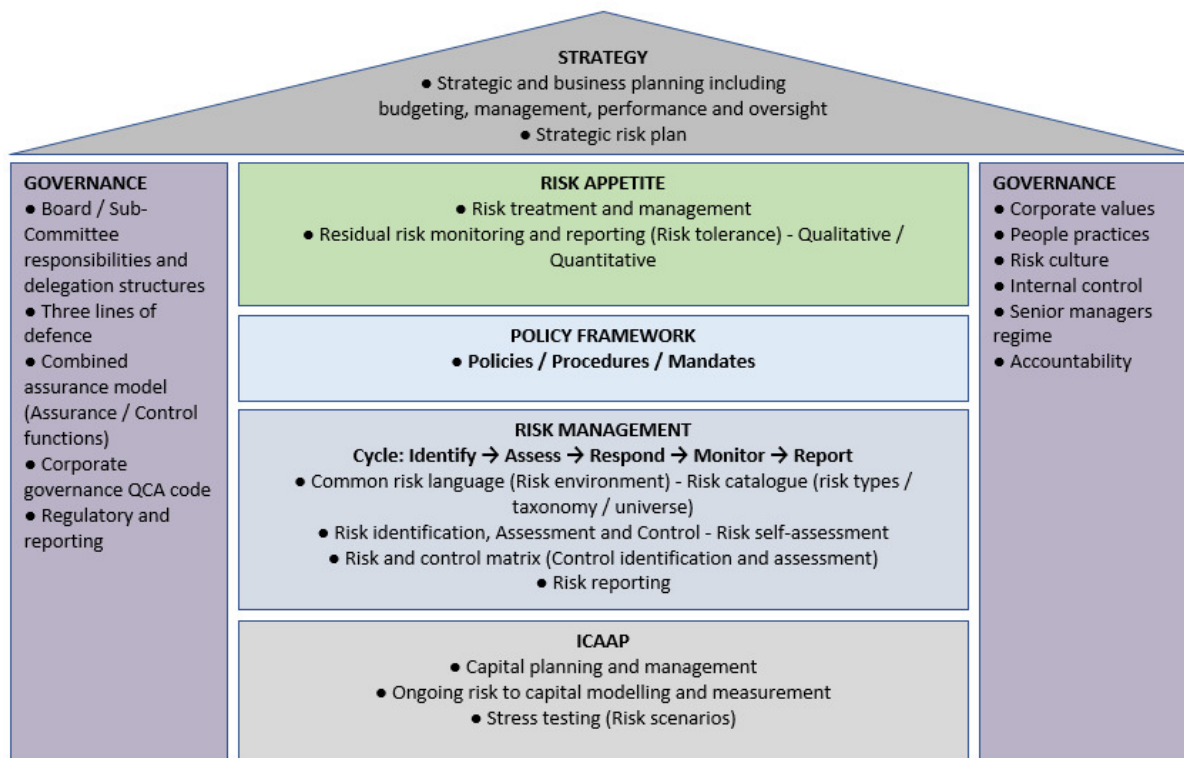 STRATEGY
● Strategic and business planning including
budgeting, management, performance and oversight
● Strategic risk plan
GOVERNANCE
● Board / Sub-
Committee
responsibilities and
delegation structures
● Three lines of
defence
● Combined
assurance model
(Assurance / Control
functions)
● Corporate
governance QCA code
● Regulatory and
reporting
RISK APPETITE
● Risk treatment and management
● Residual risk monitoring and reporting (Risk tolerance) - Qualitative /
Quantitative
POLICY FRAMEWORK
● Policies / Procedures / Mandates
RISK MANAGEMENT
Cycle: Identify → Assess → Respond → Monitor → Report
● Common risk language (Risk environment) - Risk catalogue (risk types /
taxonomy / universe)
● Risk identification, Assessment and Control - Risk self-assessment
● Risk and control matrix (Control identification and assessment)
● Risk reporting
ICAAP
● Capital planning and management
● Ongoing risk to capital modelling and measurement
● Stress testing (Risk scenarios)
GOVERNANCE
● Corporate values
● People practices
● Risk culture
● Internal control
● Senior managers
regime
● Accountability